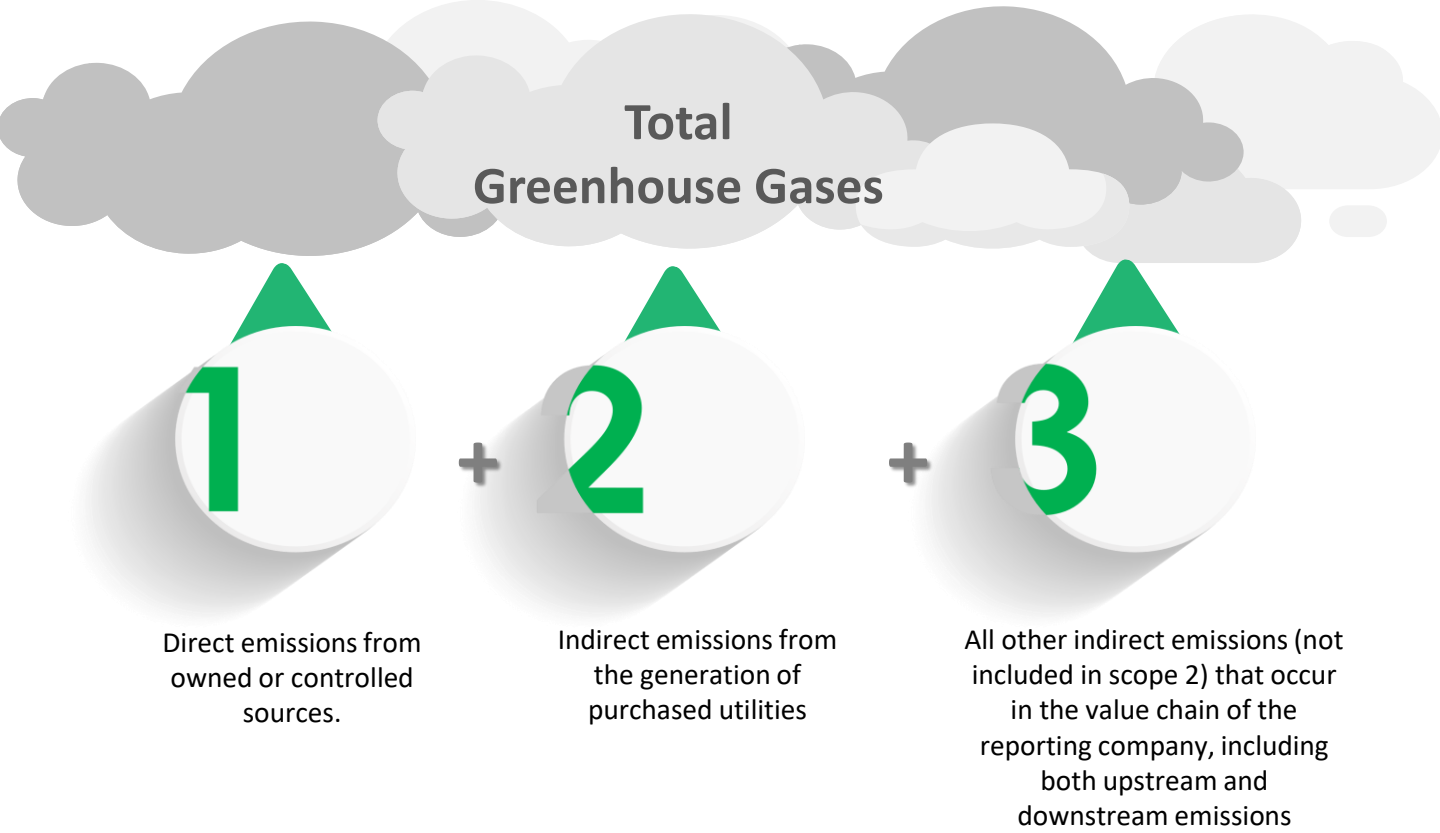 Total
Greenhouse Gases
1
+
2
+
3
Direct emissions from
owned or controlled
sources.
Indirect emissions from
the generation of
purchased utilities
All other indirect emissions (not
included in scope 2) that occur
in the value chain of the
reporting company, including
both upstream and
downstream emissions